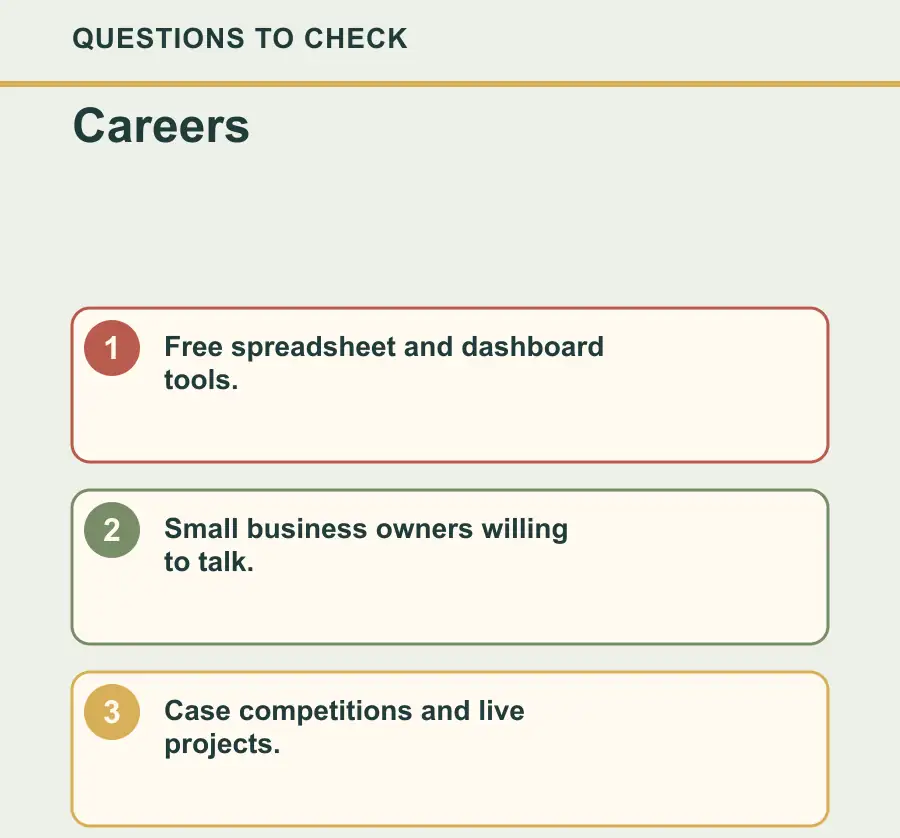 QUESTIONS TO CHECK
Careers
1
Free spreadsheet and dashboard
tools.
2
Small business owners willing
to talk.
3
Case competitions and live
projects.